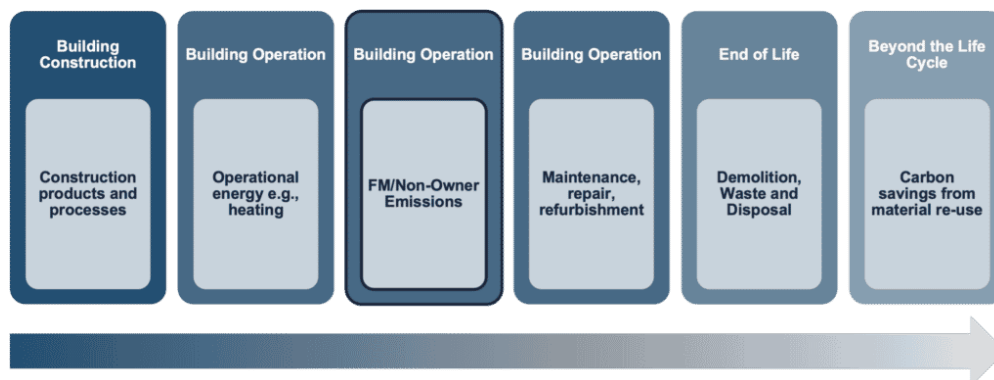 Building
Construction
Construction
products and
processes
Building Operation
Operational
energy e.g.,
heating
Building Operation
FM/Non-Owner
Emissions
Building Operation
Maintenance,
repair,
refurbishment
End of Life
Demolition,
Waste and
Disposal
Beyond the Life
Cycle
Carbon
savings from
material re-use